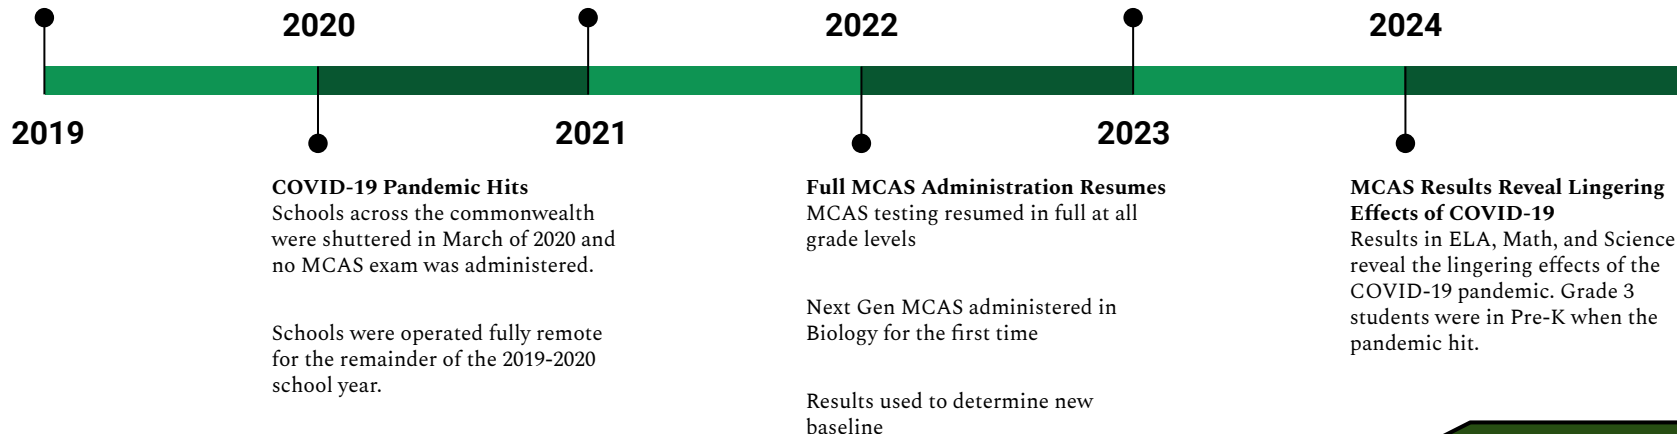 2020
2022
2024
2019
2021
2023
COVID-19 Pandemic Hits
Schools across the commonwealth
were shuttered in March of 2020 and
no MCAS exam was administered.
Schools were operated fully remote
for the remainder of the 2019-2020
school year.
Full MCAS Administration Resumes
MCAS testing resumed in full at all
grade levels
Next Gen MCAS administered in
Biology for the first time
Results used to determine new
baseline
MCAS Results Reveal Lingering
Effects of COVID-19
Results in ELA, Math, and Science
reveal the lingering effects of the
COVID-19 pandemic. Grade 3
students were in Pre-K when the
pandemic hit.